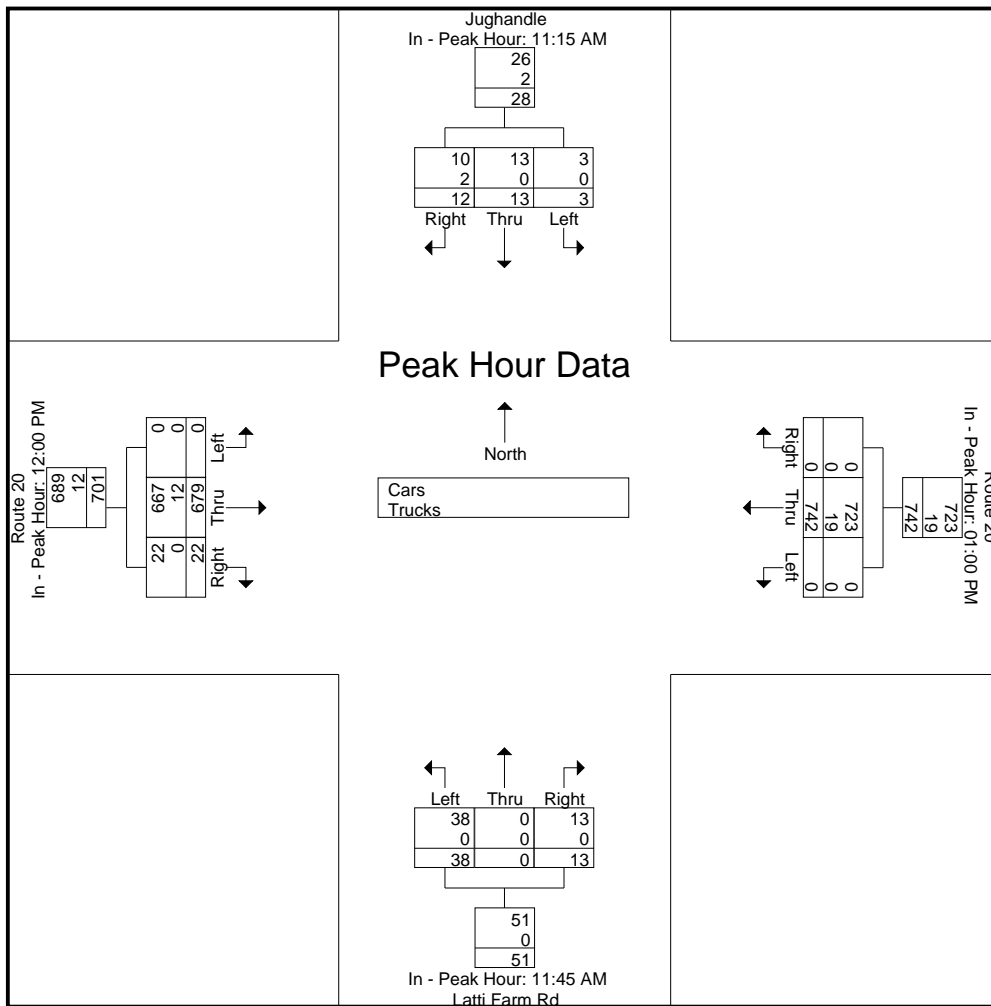 Jughandle
In - Peak Hour: 11:15 AM
26
2
28
10 13 3
2 0 0
12 13 3
Right Thru Left
Peak Hour Data
North
Cars
Trucks
Route 20
In - Peak Hour: 12:00 PM
689 12 701
0 0 0 Left
667 12 679 Thru
22 0 22 Right
Right 0 0 0
Thru 742 19 723
Left 0 0 0
742 19 723
In - Peak Hour: 01:00 PM
Route 20
Left Thru Right
38 0 13
0 0 0
38 0 13
51
0
51
In - Peak Hour: 11:45 AM
Latti Farm Rd